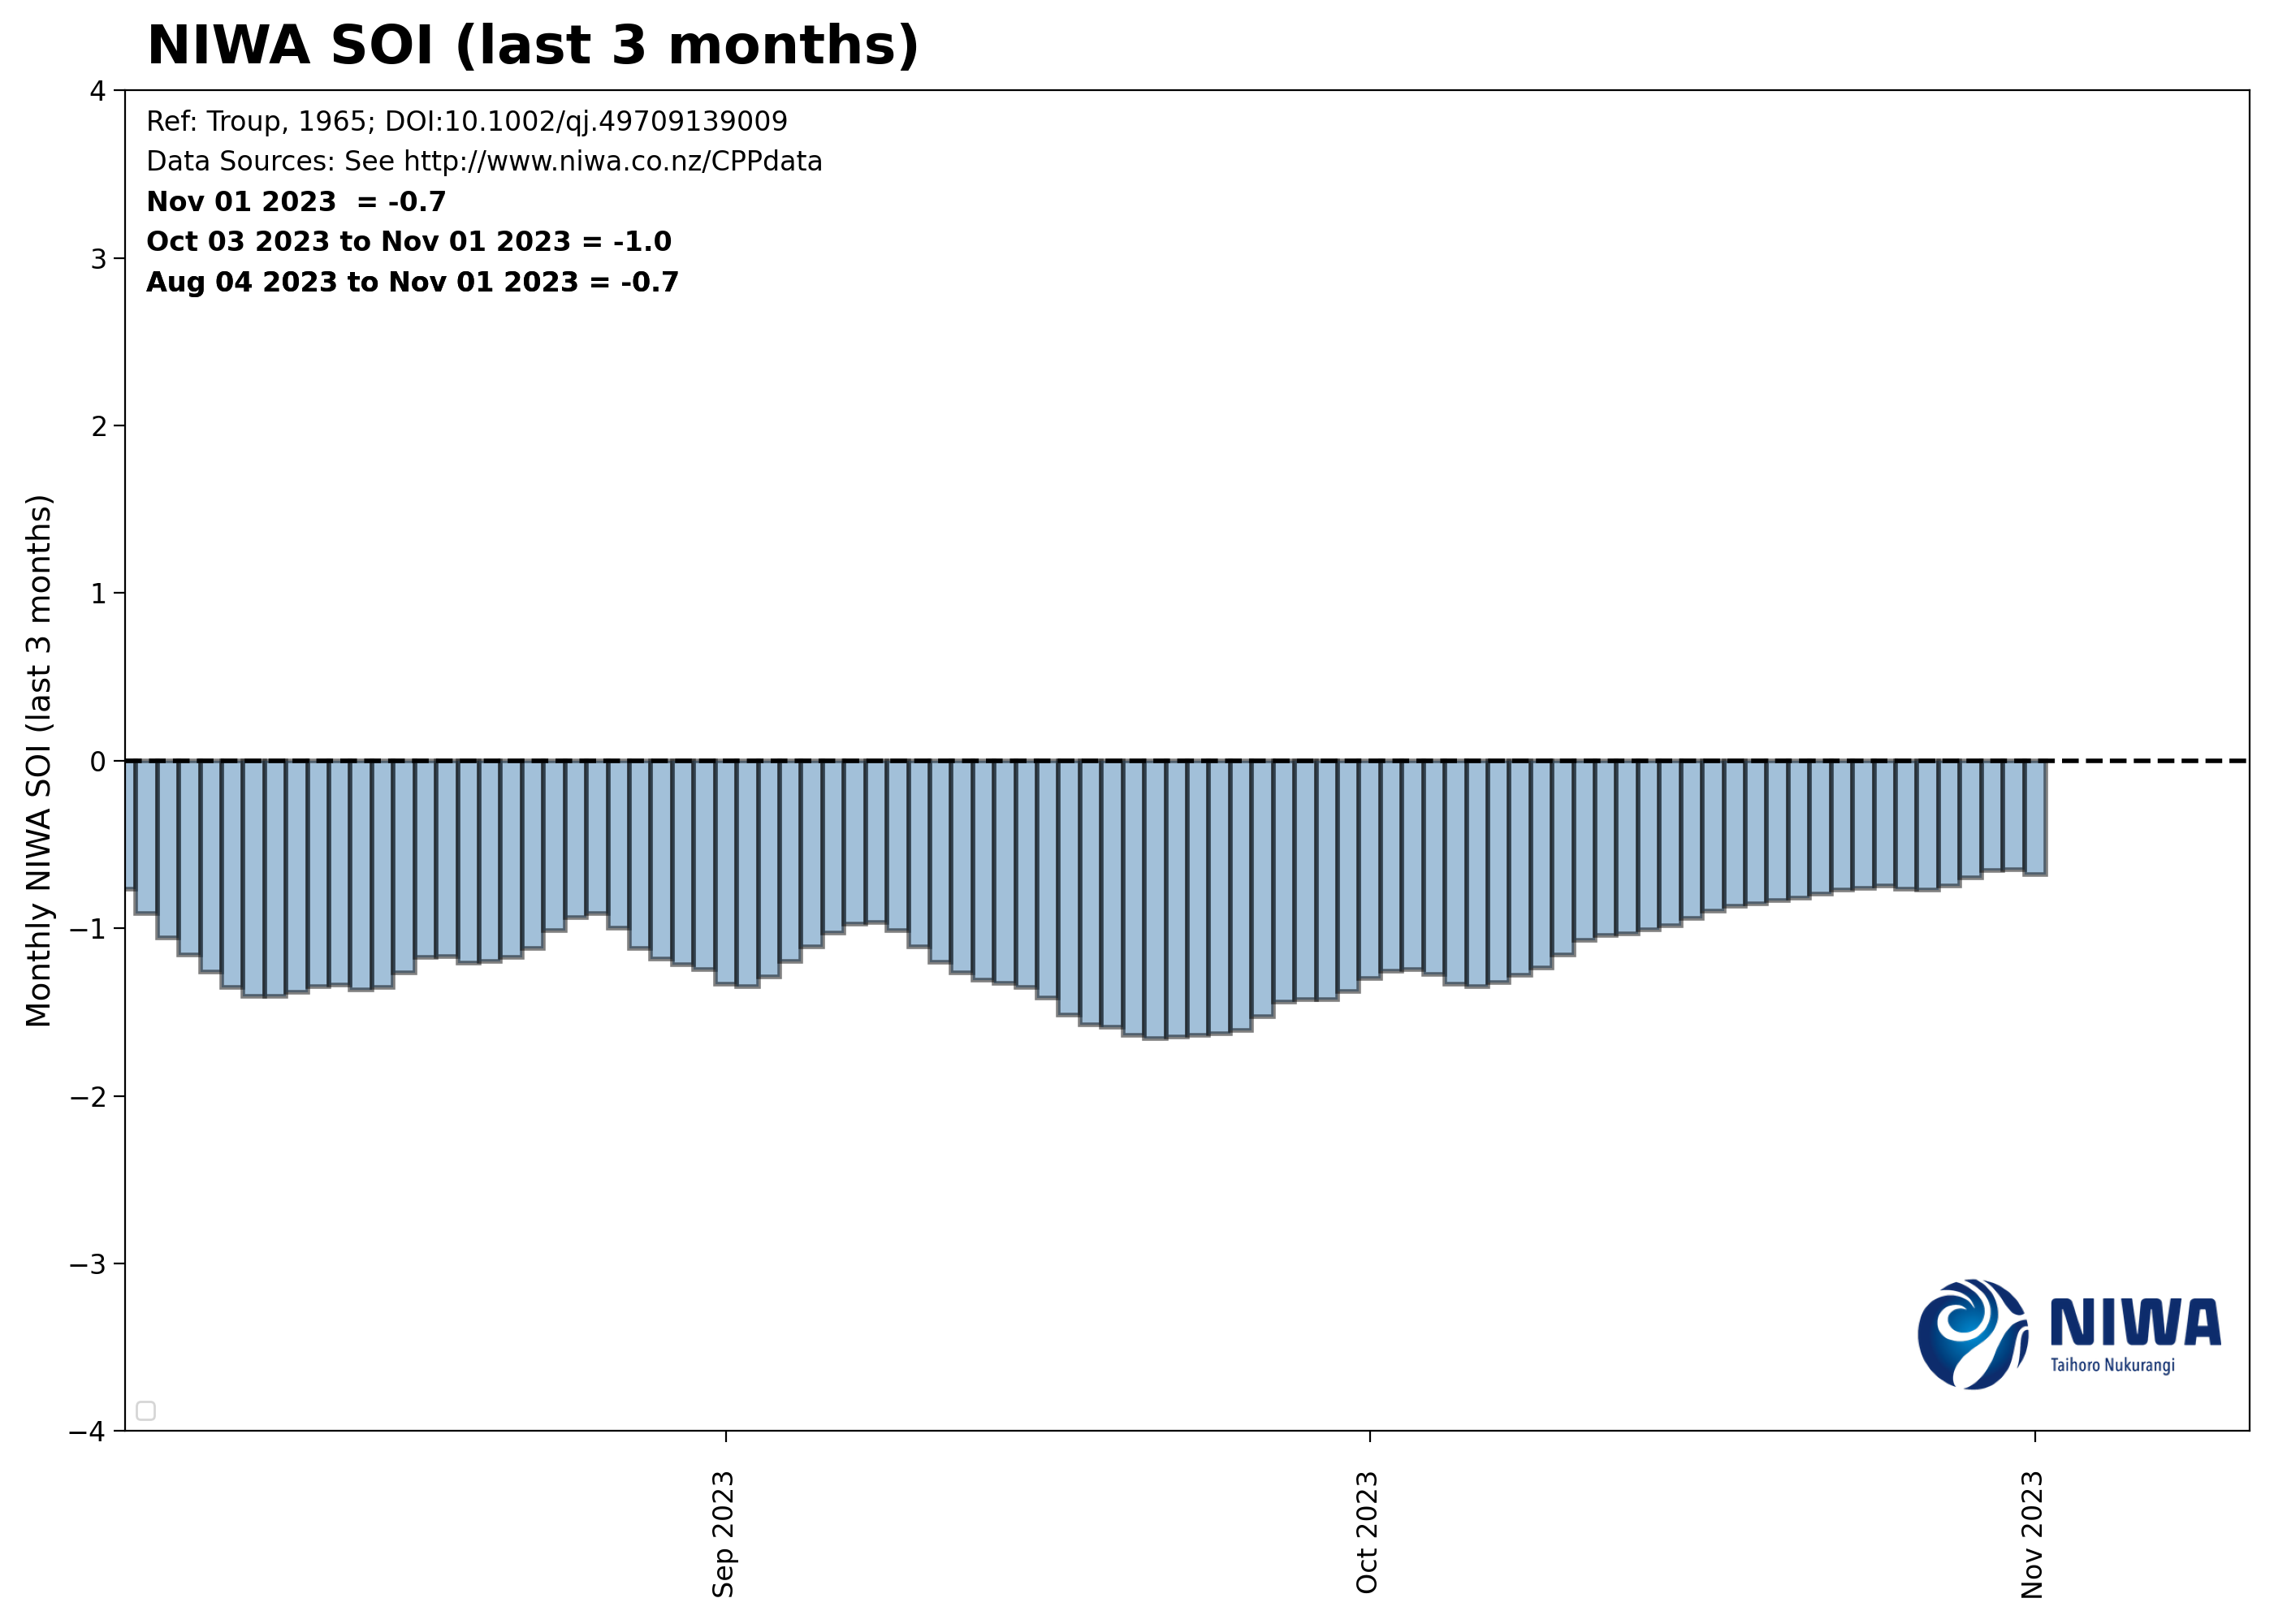 NIWA SOI (last 3 months)
Ref: Troup, 1965; DOI:10.1002/qj.49709139009
Data Sources: See http://www.niwa.co.nz/CPPdata
Nov 01 2023  = -0.7
Oct 03 2023 to Nov 01 2023 = -1.0
Aug 04 2023 to Nov 01 2023 = -0.7
Monthly NIWA SOI (last 3 months)
4
3
2
1
0
−1
−2
−3
−4
NIWA
Taihoro Nukurangi
Sep 2023
Oct 2023
Nov 2023